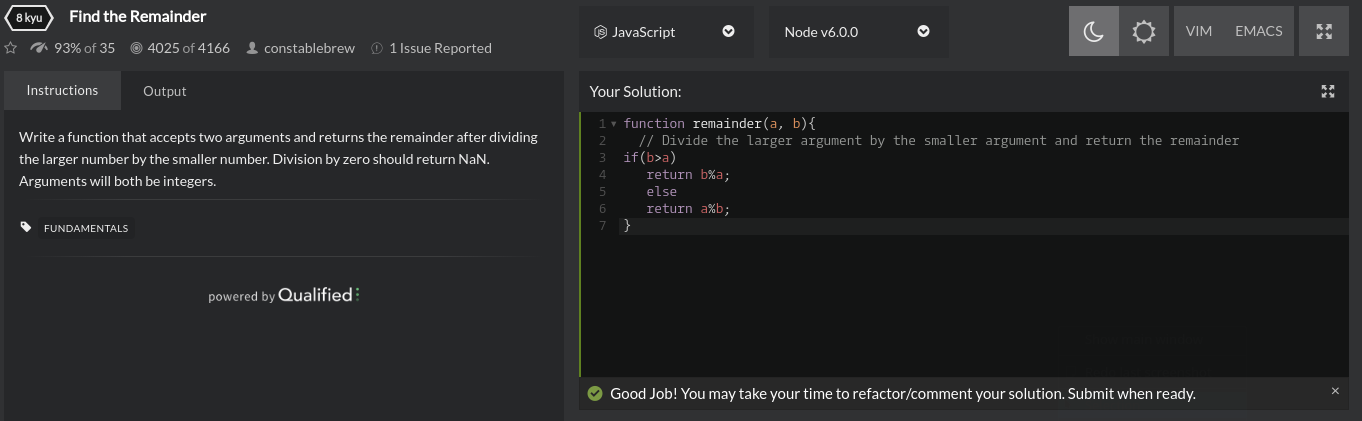 8 kyu Find the Remainder
93% of 35 4025 of 4166 constablebrew 1 Issue Reported
JavaScript Node v6.0.0 VIM EMACS
Instructions Output
Write a function that accepts two arguments and returns the remainder after dividing
the larger number by the smaller number. Division by zero should return NaN.
Arguments will both be integers.
FUNDAMENTALS
powered by Qualified
Your Solution:
1 function remainder(a, b){
2 // Divide the larger argument by the smaller argument and return the remainder
3 if(b>a)
4 return b%a;
5 else
6 return a%b;
7 }
Good Job! You may take your time to refactor/comment your solution. Submit when ready. ×